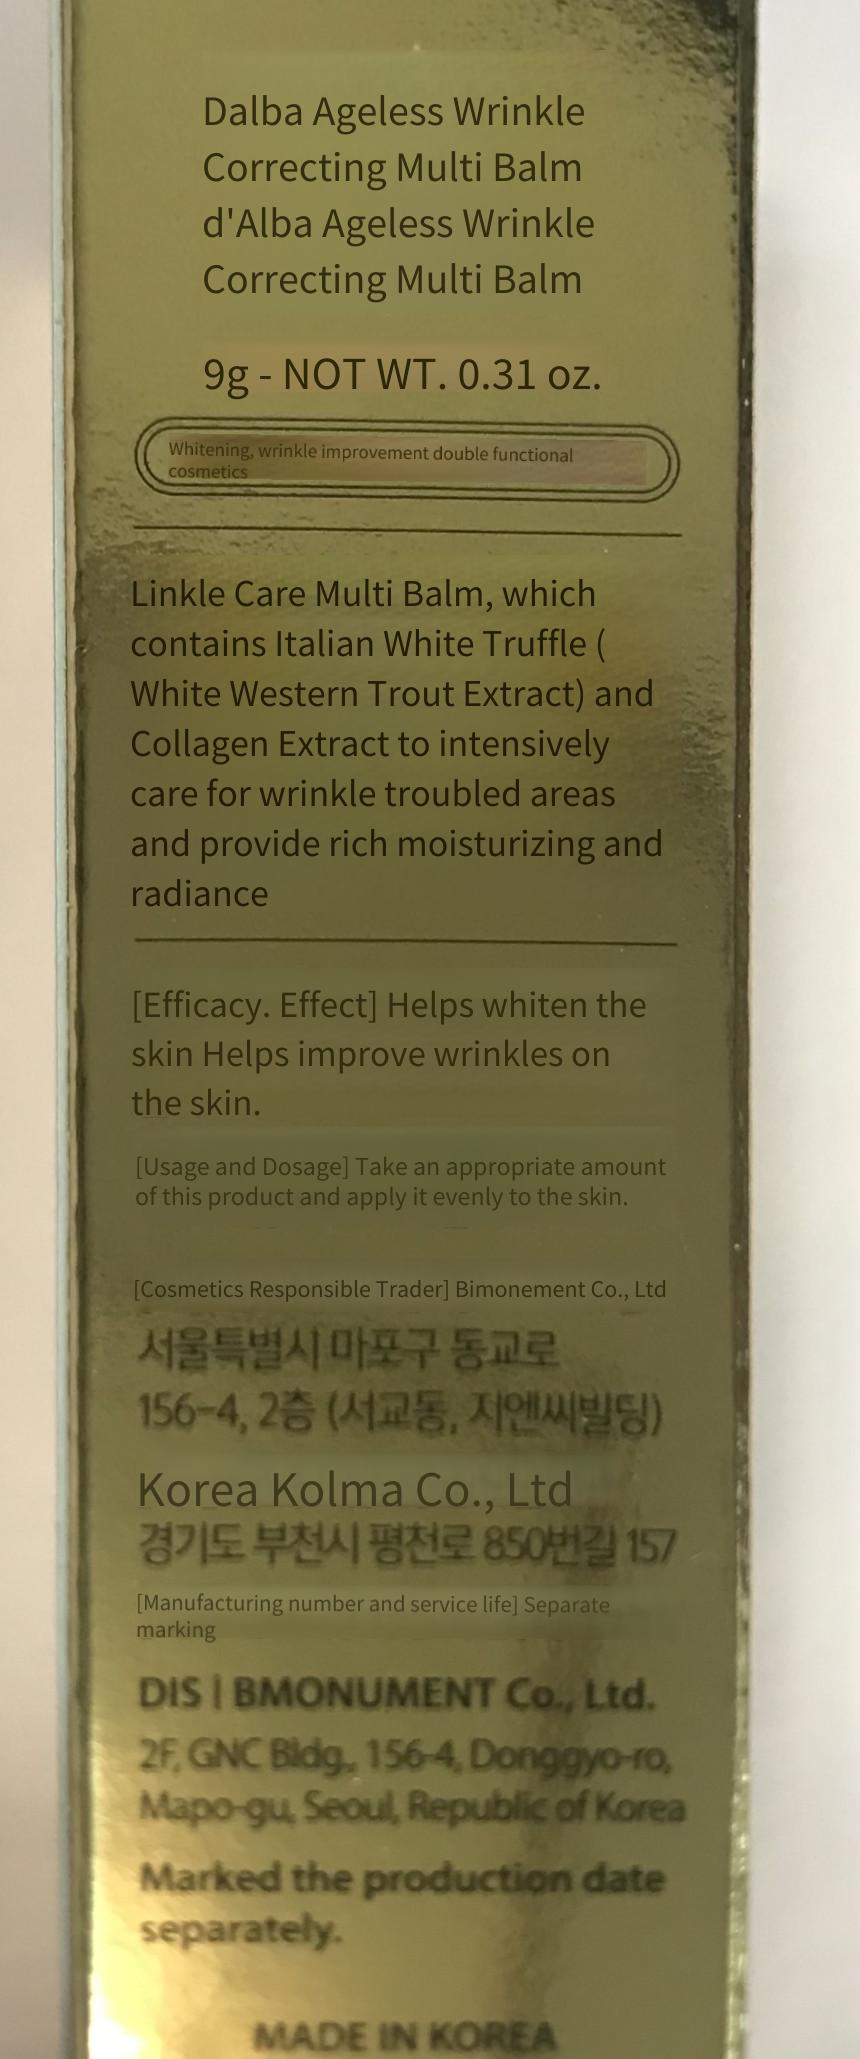 Dalba Ageless Wrinkle
Correcting Multi Balm
d'Alba Ageless Wrinkle
Correcting Multi Balm
9g - NOT WT. 0.31 oz.
Whitening, wrinkle improvement double functional
cosmetics
Linkle Care Multi Balm, which
contains Italian White Truffle (
White Western Trout Extract) and
Collagen Extract to intensively
care for wrinkle troubled areas
and provide rich moisturizing and
radiance
[Efficacy. Effect] Helps whiten the
skin Helps improve wrinkles on
the skin.
[Usage and Dosage] Take an appropriate amount
of this product and apply it evenly to the skin.
[Cosmetics Responsible Trader] Bimonement Co., Ltd
서울특별시 마포구 동교로
156-4, 2층 (서교동, 지앤씨빌딩)
Korea Kolma Co., Ltd
경기도 부천시 평천로 850번길 157
[Manufacturing number and service life] Separate
marking
DIS | BMONUMENT Co., Ltd.
2F, GNC Bldg., 156-4, Donggyo-ro,
Mapo-gu, Seoul, Republic of Korea
Marked the production date
separately.
MADE IN KOREA